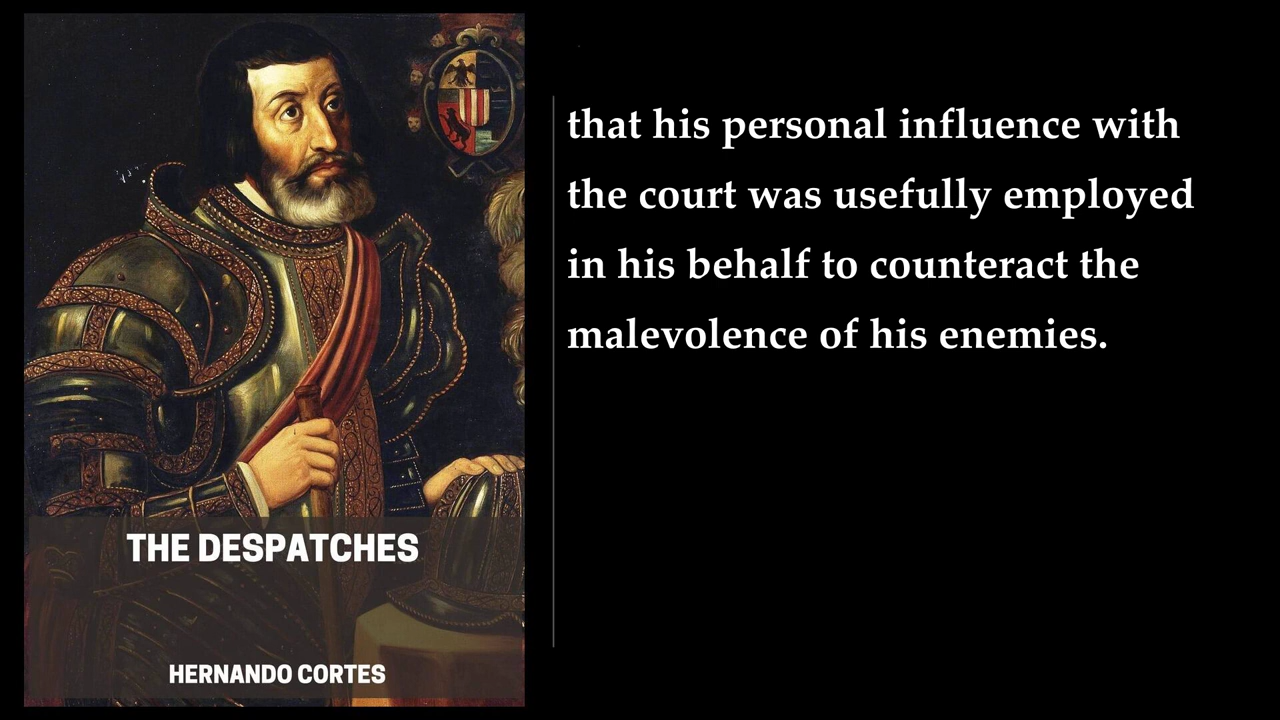 THE DESPATCHES
HERNANDO CORTES
that his personal influence with
the court was usefully employed
in his behalf to counteract the
malevolence of his enemies.